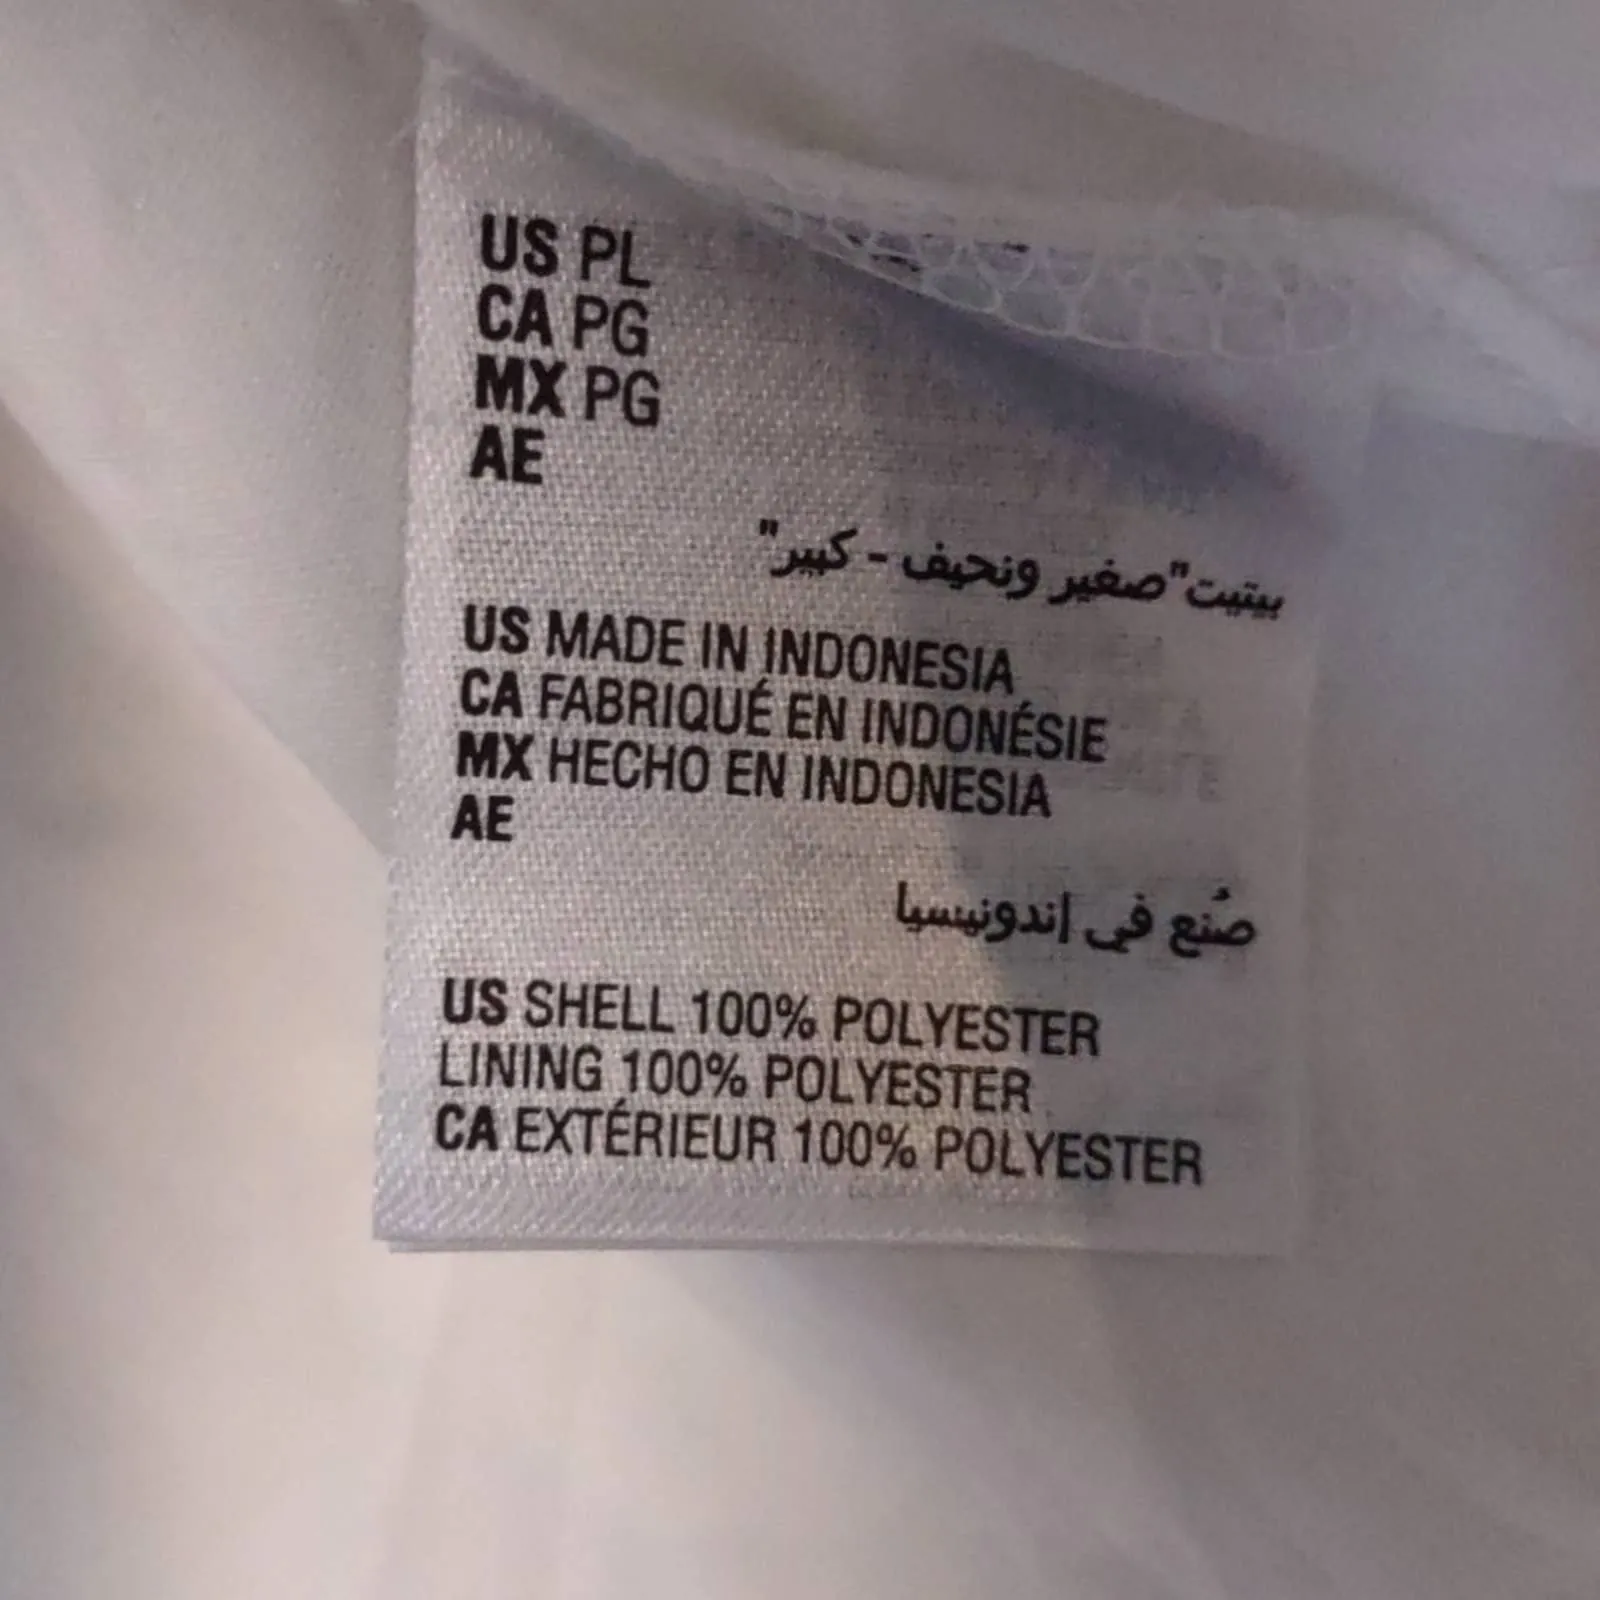 US PL
CA PG
MX PG
AE
بيتيت"صغير ونحيف - كبير"
US MADE IN INDONESIA
CA FABRIQUÉ EN INDONÉSIE
MX HECHO EN INDONESIA
AE
صُنع في إندونيسيا
US SHELL 100% POLYESTER
LINING 100% POLYESTER
CA EXTÉRIEUR 100% POLYESTER